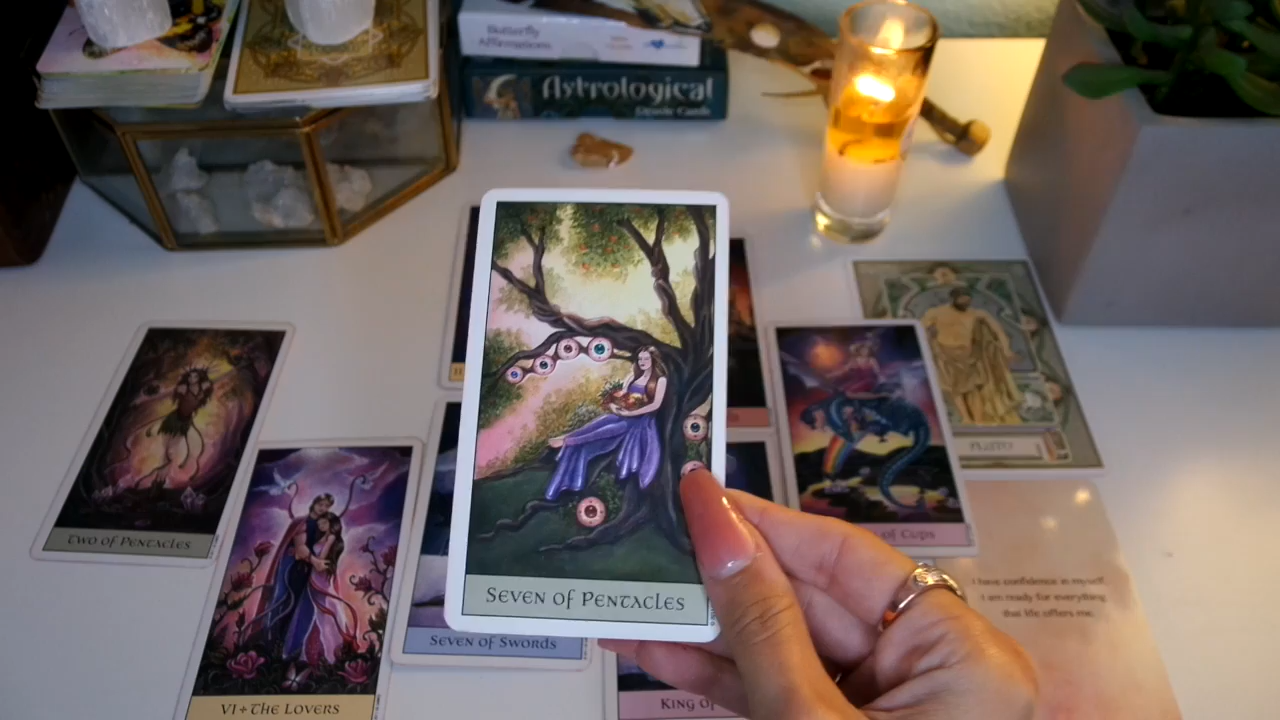 Butterfly
Affirmations
Astrological
Oracle Cards
SEVEN OF PENTACLES
TWO OF PENTACLES
VI + THE LOVERS
SEVEN OF SWORDS
KING OF
OF CUPS
PLUTO
I have confidence in myself.
I am ready for everything
that life offers me.